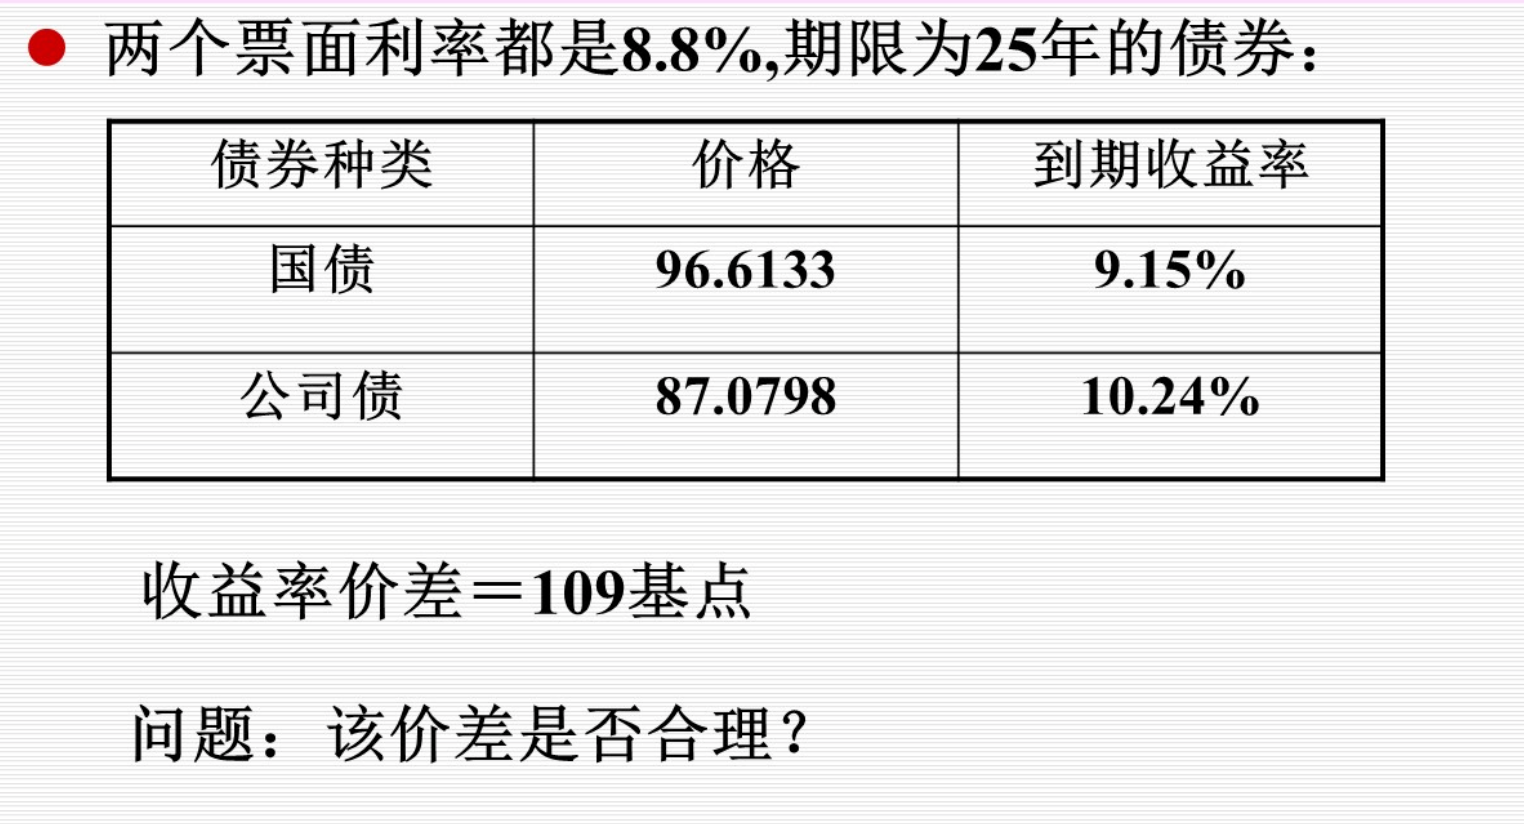 两个票面利率都是8.8%,期限为25年的债券：
债券种类 价格 到期收益率
国债 96.6133 9.15%
公司债 87.0798 10.24%
收益率价差＝109基点
问题： 该价差是否合理？